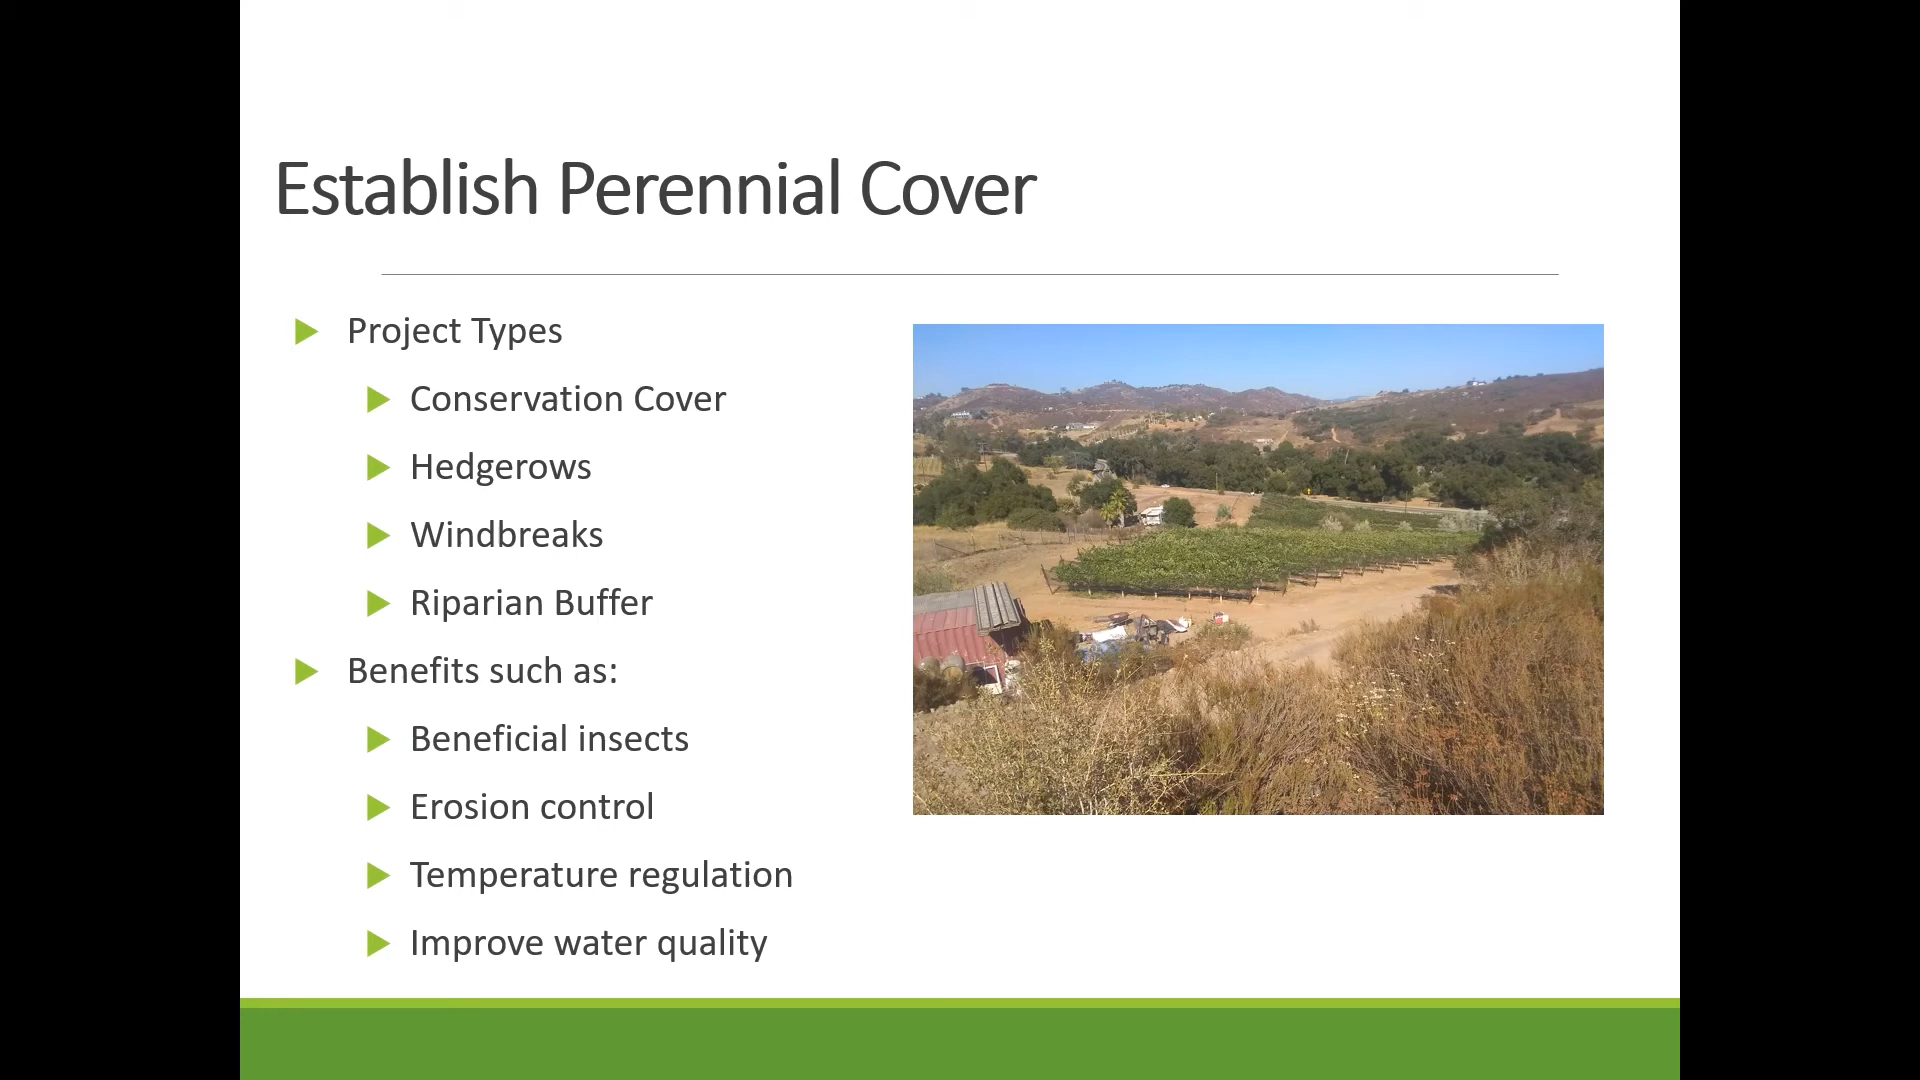 Establish Perennial Cover
Project Types
Conservation Cover
Hedgerows
Windbreaks
Riparian Buffer
Benefits such as:
Beneficial insects
Erosion control
Temperature regulation
Improve water quality